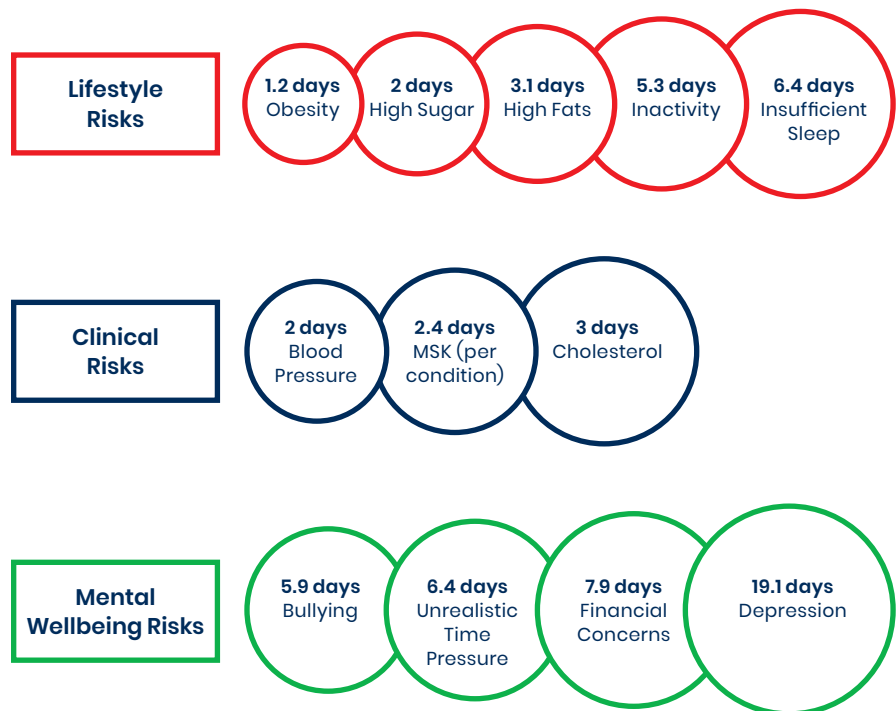 Lifestyle
Risks
1.2 days
Obesity
2 days
High Sugar
3.1 days
High Fats
5.3 days
Inactivity
6.4 days
Insufficient
Sleep
Clinical
Risks
2 days
Blood
Pressure
2.4 days
MSK (per
condition)
3 days
Cholesterol
Mental
Wellbeing Risks
5.9 days
Bullying
6.4 days
Unrealistic
Time
Pressure
7.9 days
Financial
Concerns
19.1 days
Depression